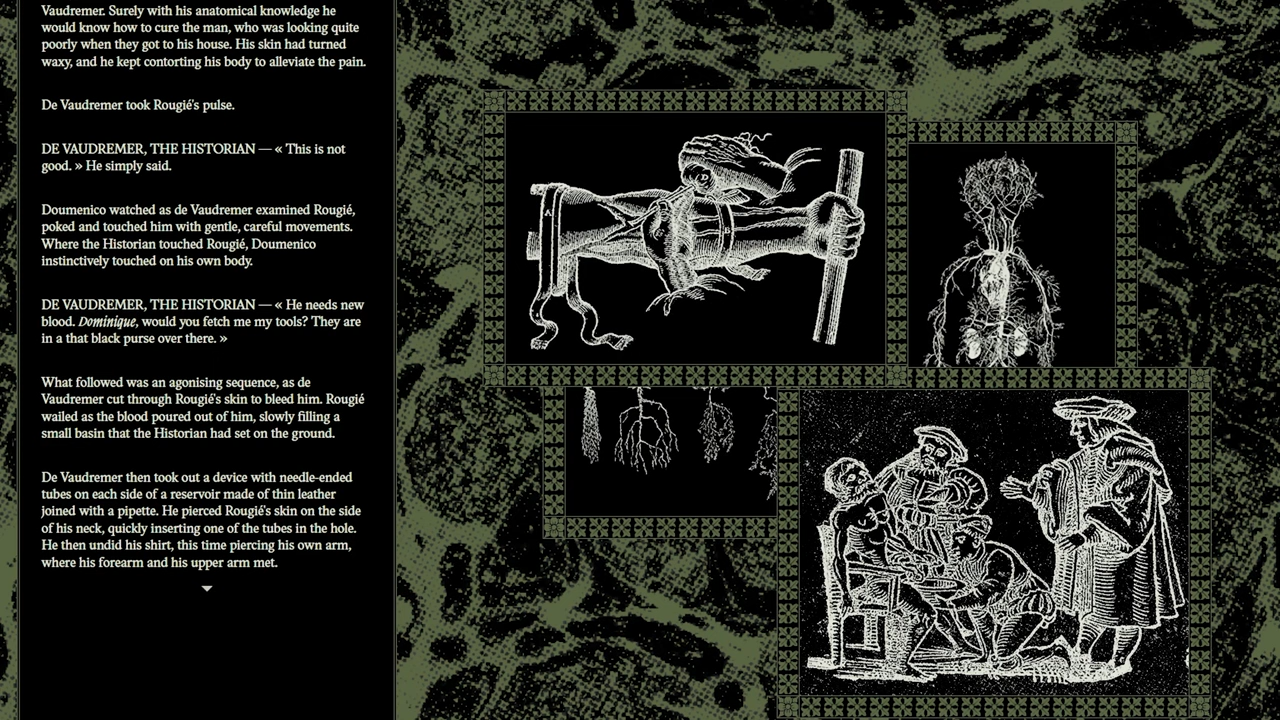 Vaudremer. Surely with his anatomical knowledge he
would know how to cure the man, who was looking quite
poorly when they got to his house. His skin had turned
waxy, and he kept contorting his body to alleviate the pain.
De Vaudremer took Rougié's pulse.
DE VAUDREMER, THE HISTORIAN — « This is not
good. » He simply said.
Doumenico watched as de Vaudremer examined Rougié,
poked and touched him with gentle, careful movements.
Where the Historian touched Rougié, Doumenico
instinctively touched on his own body.
DE VAUDREMER, THE HISTORIAN — « He needs new
blood. Dominique, would you fetch me my tools? They are
in a that black purse over there. »
What followed was an agonising sequence, as de
Vaudremer cut through Rougié's skin to bleed him. Rougié
wailed as the blood poured out of him, slowly filling a
small basin that the Historian had set on the ground.
De Vaudremer then took out a device with needle-ended
tubes on each side of a reservoir made of thin leather
joined with a pipette. He pierced Rougié's skin on the side
of his neck, quickly inserting one of the tubes in the hole.
He then undid his shirt, this time piercing his own arm,
where his forearm and his upper arm met.
A
D
B